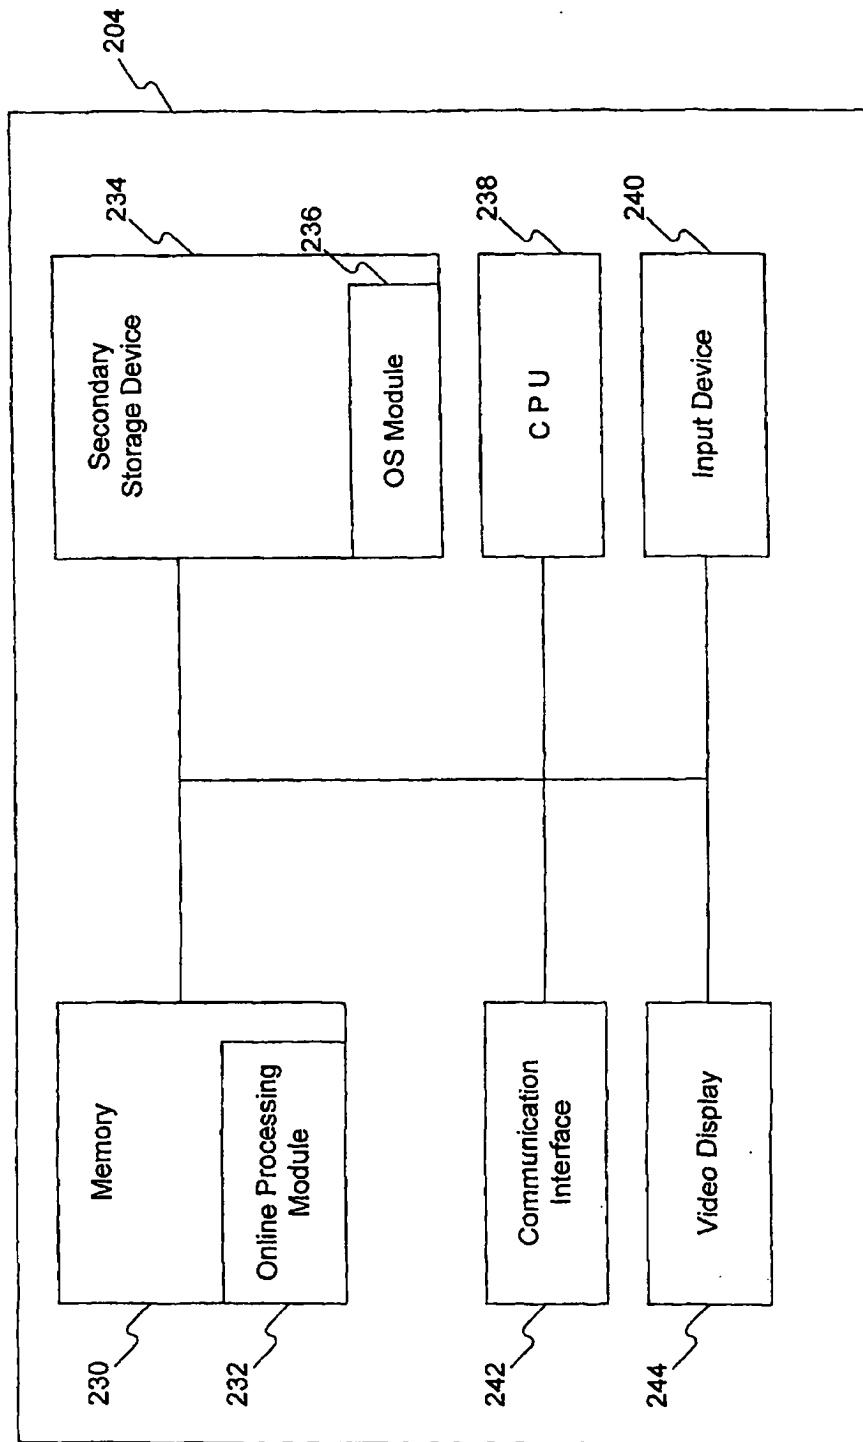 204
230
Memory
232
Online Processing
Module
234
Secondary
Storage Device
236
OS Module
242
Communication
Interface
238
C P U
244
Video Display
240
Input Device